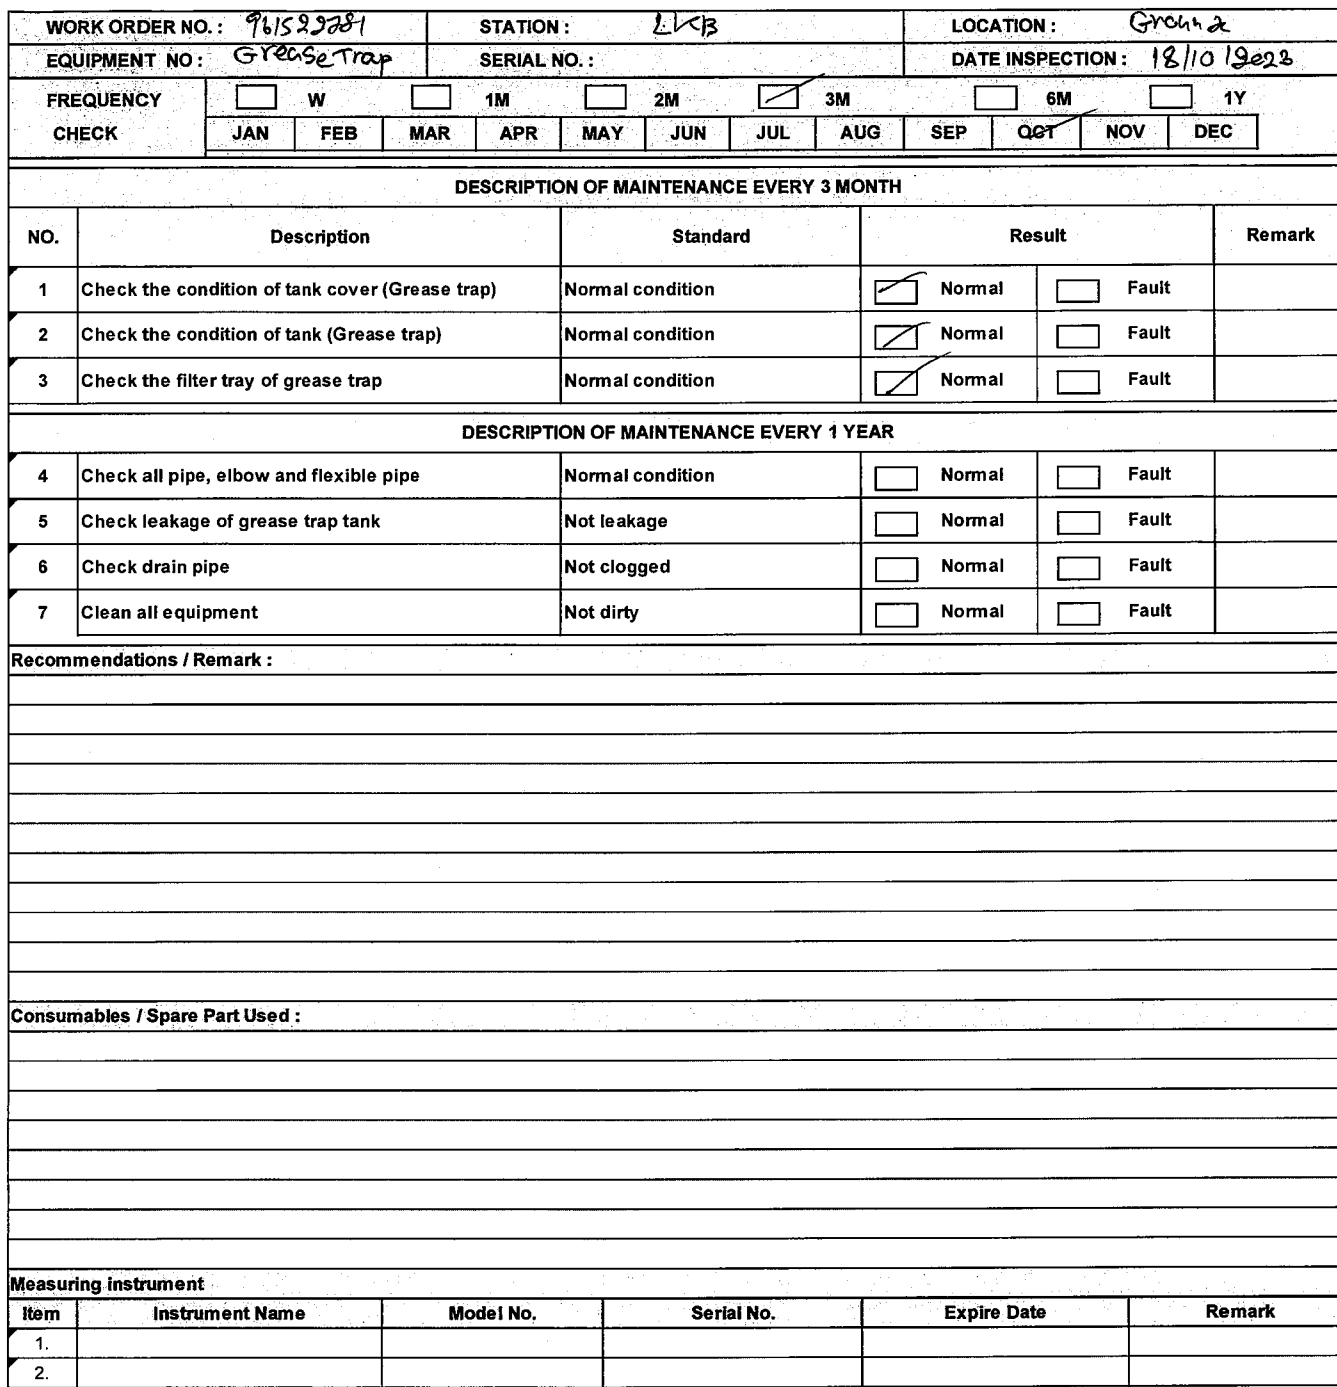 WORK ORDER NO. : 961522781 STATION : LKB LOCATION : Ground
EQUIPMENT NO : Grease Trap SERIAL NO. : DATE INSPECTION : 18/10/2023
FREQUENCY W 1M 2M 3M 6M 1Y
CHECK JAN FEB MAR APR MAY JUN JUL AUG SEP OCT NOV DEC
DESCRIPTION OF MAINTENANCE EVERY 3 MONTH
NO. Description Standard Result Remark
1 Check the condition of tank cover (Grease trap) Normal condition Normal Fault
2 Check the condition of tank (Grease trap) Normal condition Normal Fault
3 Check the filter tray of grease trap Normal condition Normal Fault
DESCRIPTION OF MAINTENANCE EVERY 1 YEAR
4 Check all pipe, elbow and flexible pipe Normal condition Normal Fault
5 Check leakage of grease trap tank Not leakage Normal Fault
6 Check drain pipe Not clogged Normal Fault
7 Clean all equipment Not dirty Normal Fault
Recommendations / Remark :
Consumables / Spare Part Used :
Measuring instrument
Item Instrument Name Model No. Serial No. Expire Date Remark
1.
2.